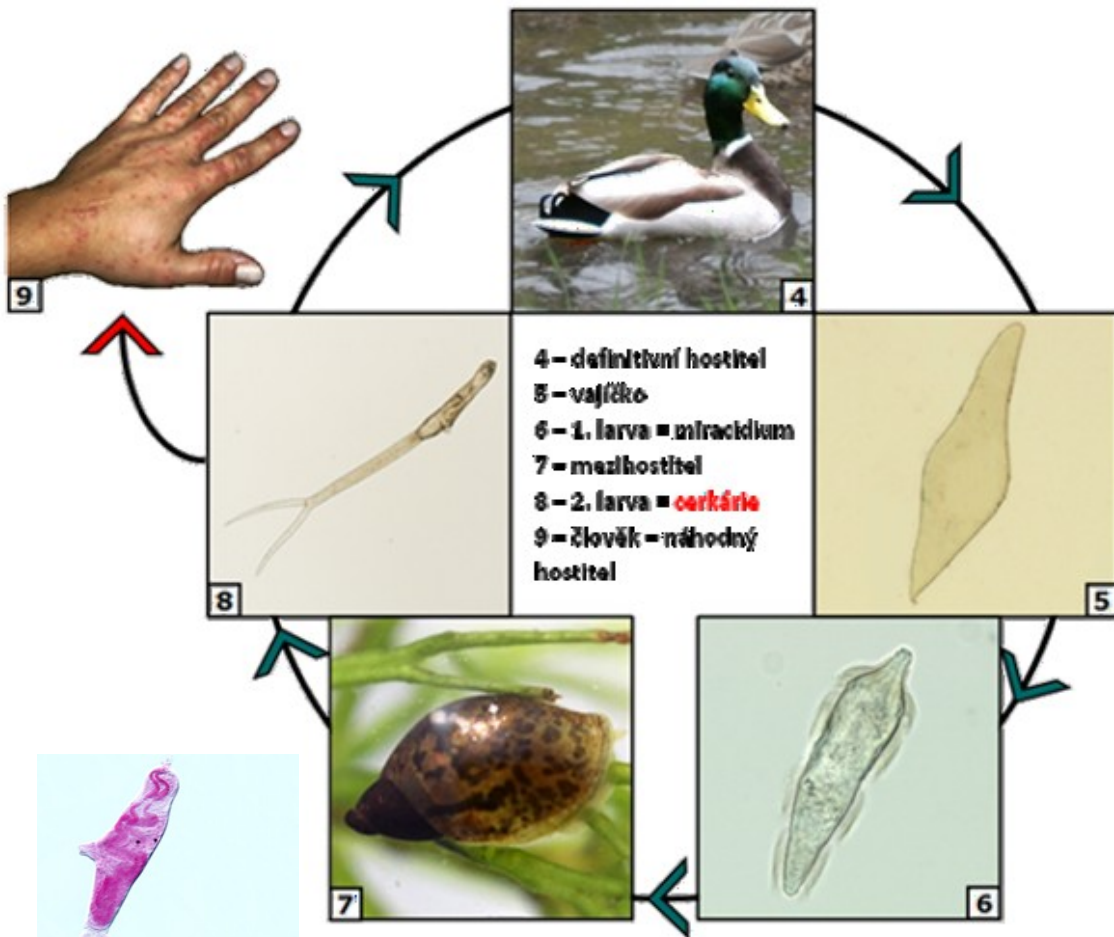 4
9
4 – definitivní hostitel
5 – vajíčko
6 – 1. larva = miracidium
7 – mezihostitel
8 – 2. larva = cerkárie
9 – člověk – náhodný
hostitel
8
5
7
6